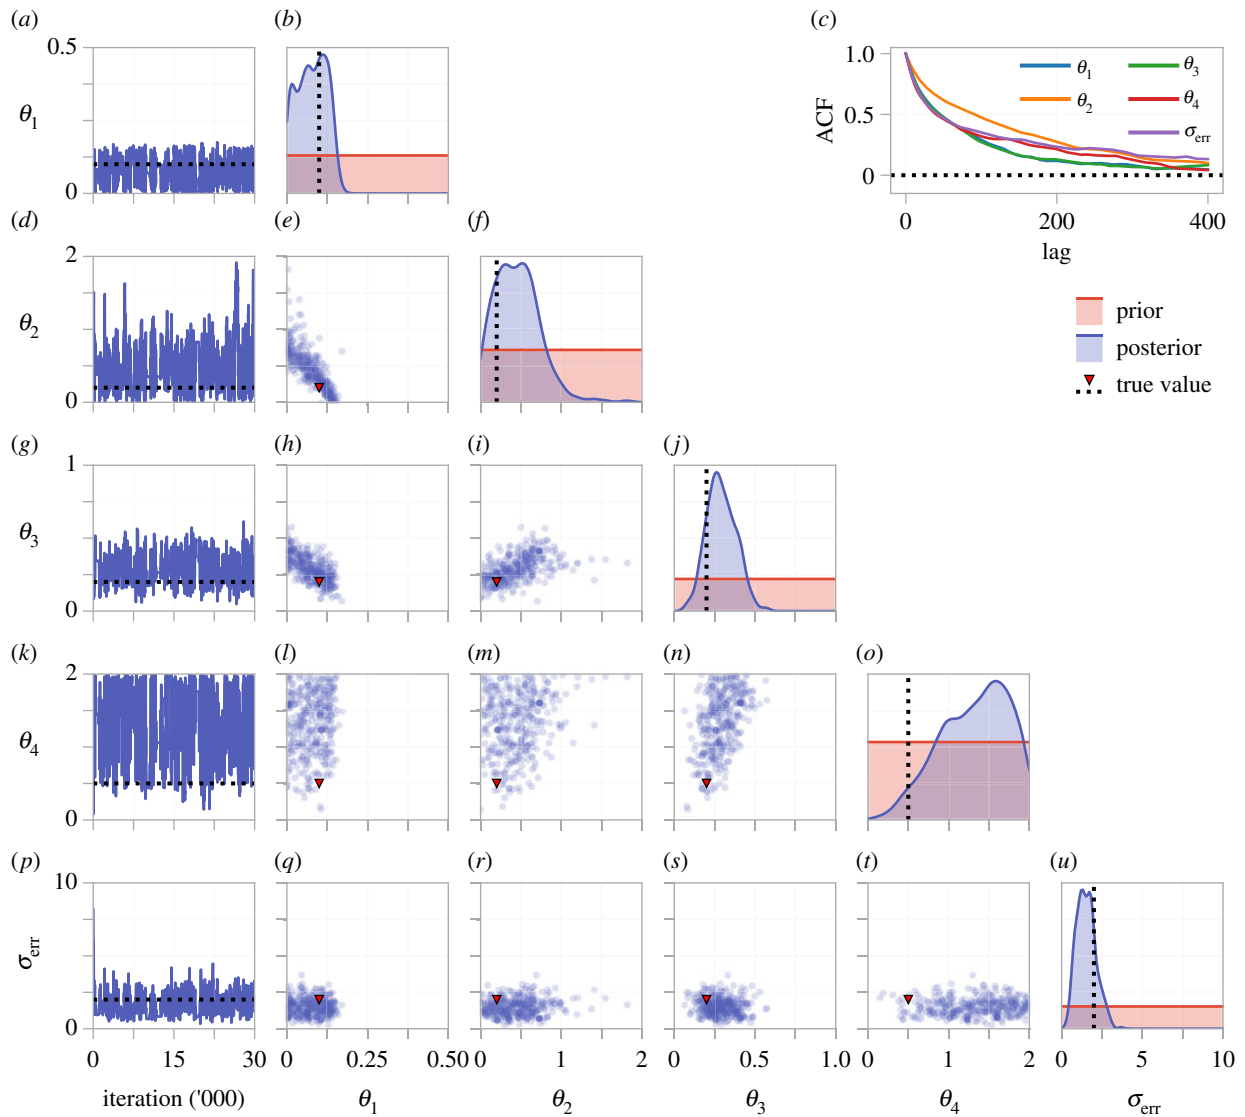 (a) (b) (c)
0.5
θ1
0
1.0
ACF
0.5
0
θ1 θ3
θ2 θ4
σerr
0 200 400
lag
(d) (e) (f)
2
θ2
0
prior
posterior
true value
(g) (h) (i) (j)
1
θ3
0
(k) (l) (m) (n) (o)
2
θ4
0
(p) (q) (r) (s) (t) (u)
10
σerr
0
0 15 30 0 0.25 0.50 0 1 2 0 0.5 1.0 0 1 2 0 5 10
iteration ('000) θ1 θ2 θ3 θ4 σerr